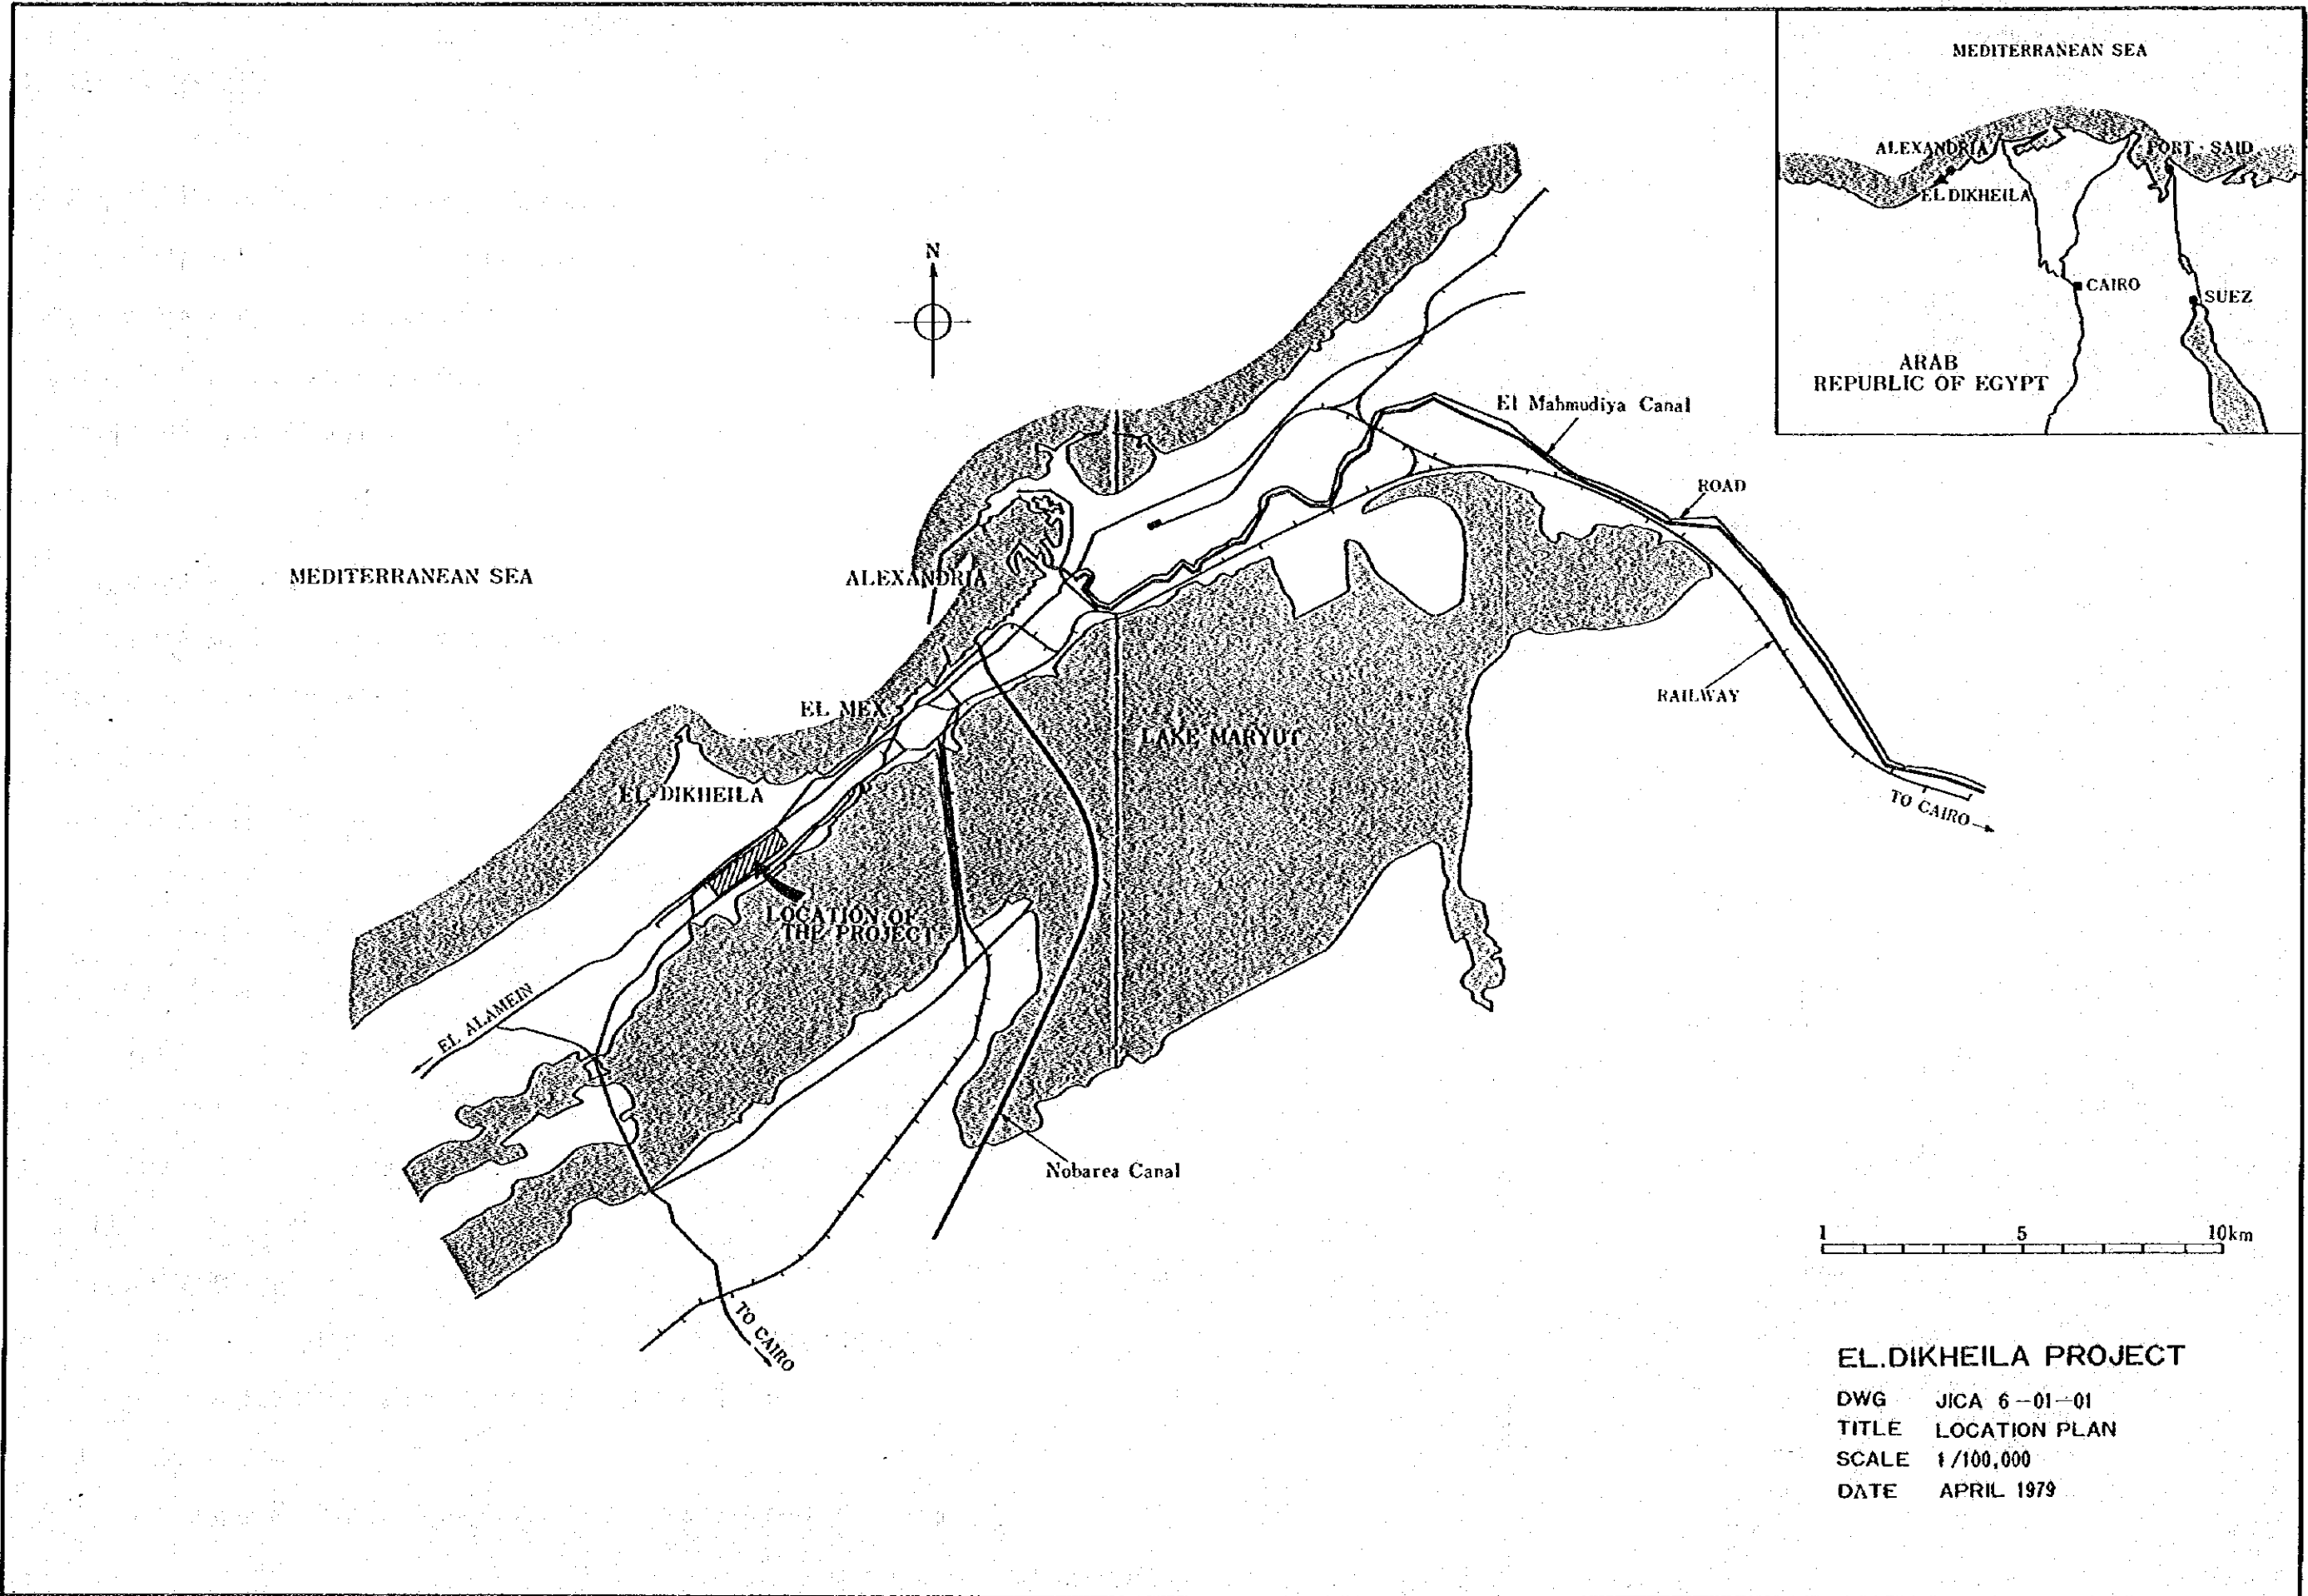 MEDITERRANEAN SEA
ALEXANDRIA
PORT-SAID
EL DIKHEILA
CAIRO
SUEZ
ARAB
REPUBLIC OF EGYPT
N
El Mahmudiya Canal
ROAD
MEDITERRANEAN SEA
ALEXANDRIA
RAILWAY
EL MEX
LAKE MARYUT
EL-DIKHEILA
TO CAIRO
LOCATION OF
THE PROJECT
EL ALAMEIN
Nobarea Canal
TO CAIRO
1 5 10km
EL.DIKHEILA PROJECT
DWG JICA 6-01-01
TITLE LOCATION PLAN
SCALE 1/100,000
DATE APRIL 1979